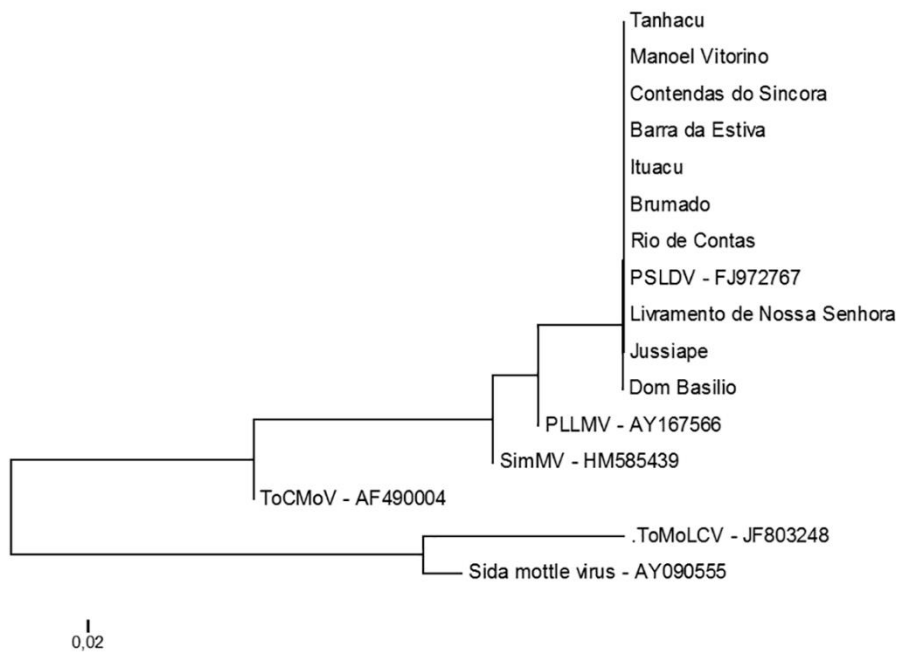 Tanhacu
Manoel Vitorino
Contendas do Sincora
Barra da Estiva
Ituacu
Brumado
Rio de Contas
PSLDV - FJ972767
Livramento de Nossa Senhora
Jussiape
Dom Basilio
PLLMV - AY167566
SimMV - HM585439
ToCMoV - AF490004
.ToMoLCV - JF803248
Sida mottle virus - AY090555
0,02